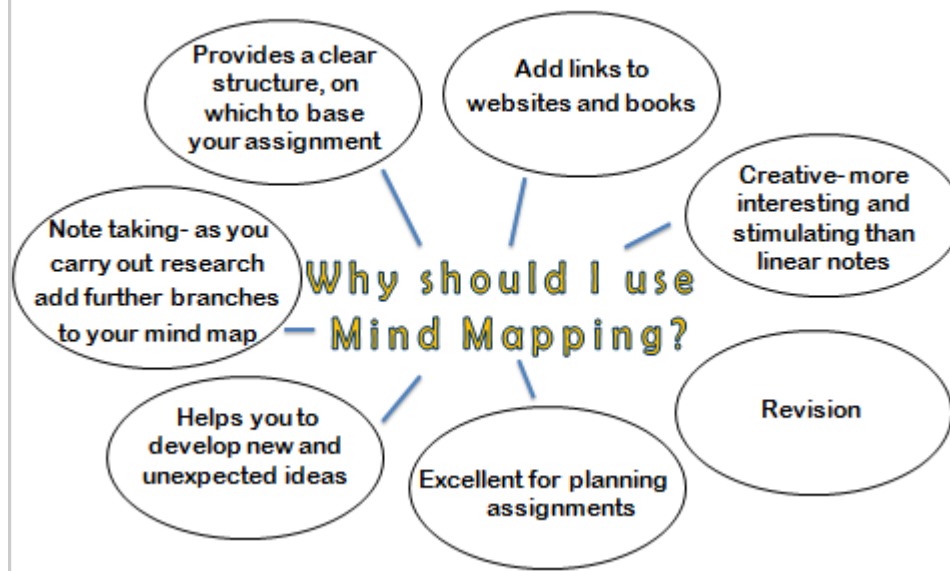 Provides a clear
structure, on
which to base
your assignment
Add links to
websites and books
Creative- more
interesting and
stimulating than
linear notes
Note taking- as you
carry out research
add further branches
to your mind map
Why should I use
Mind Mapping?
Revision
Helps you to
develop new and
unexpected ideas
Excellent for planning
assignments